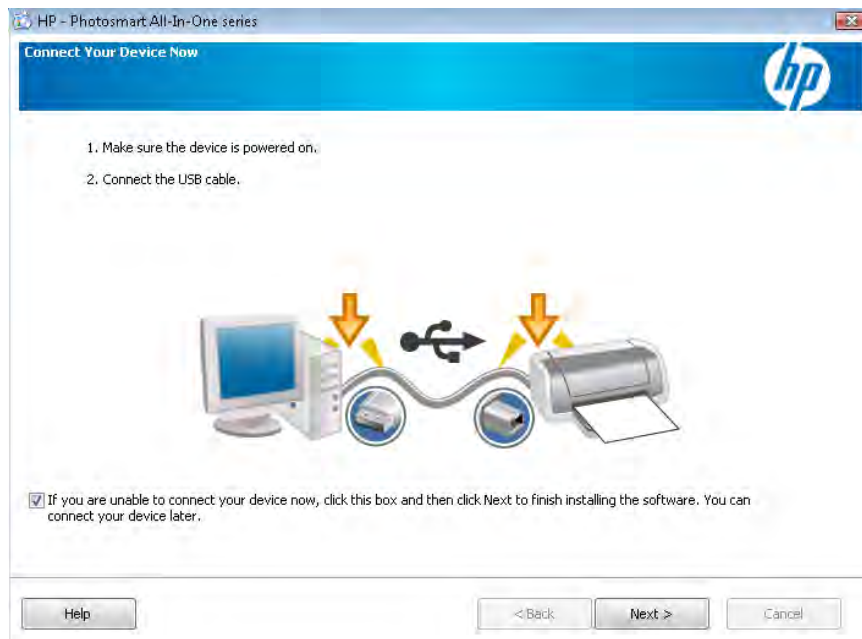 HP - Photosmart All-In-One series
Connect Your Device Now
hp
1. Make sure the device is powered on.
2. Connect the USB cable.
If you are unable to connect your device now, click this box and then click Next to finish installing the software. You can
connect your device later.
Help
< Back
Next >
Cancel